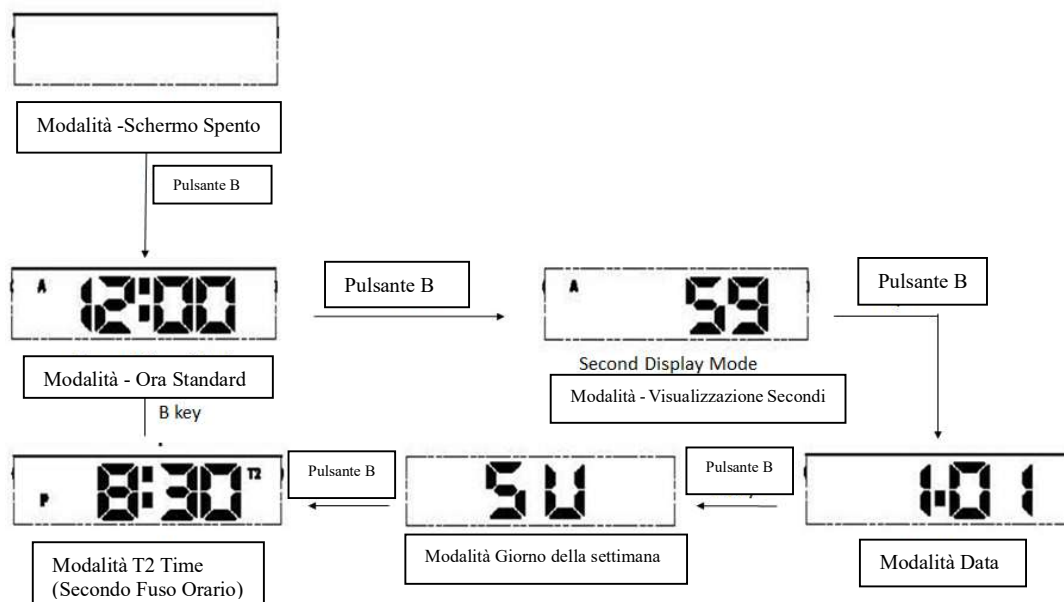 Modalità -Schermo Spento
Pulsante B
A 12:00
Pulsante B
A 59
Pulsante B
Second Display Mode
Modalità - Ora Standard
Modalità - Visualizzazione Secondi
B key
P 8:30 T2
Pulsante B
SU
Pulsante B
1.01
Modalità T2 Time
(Secondo Fuso Orario)
Modalità Giorno della settimana
Modalità Data